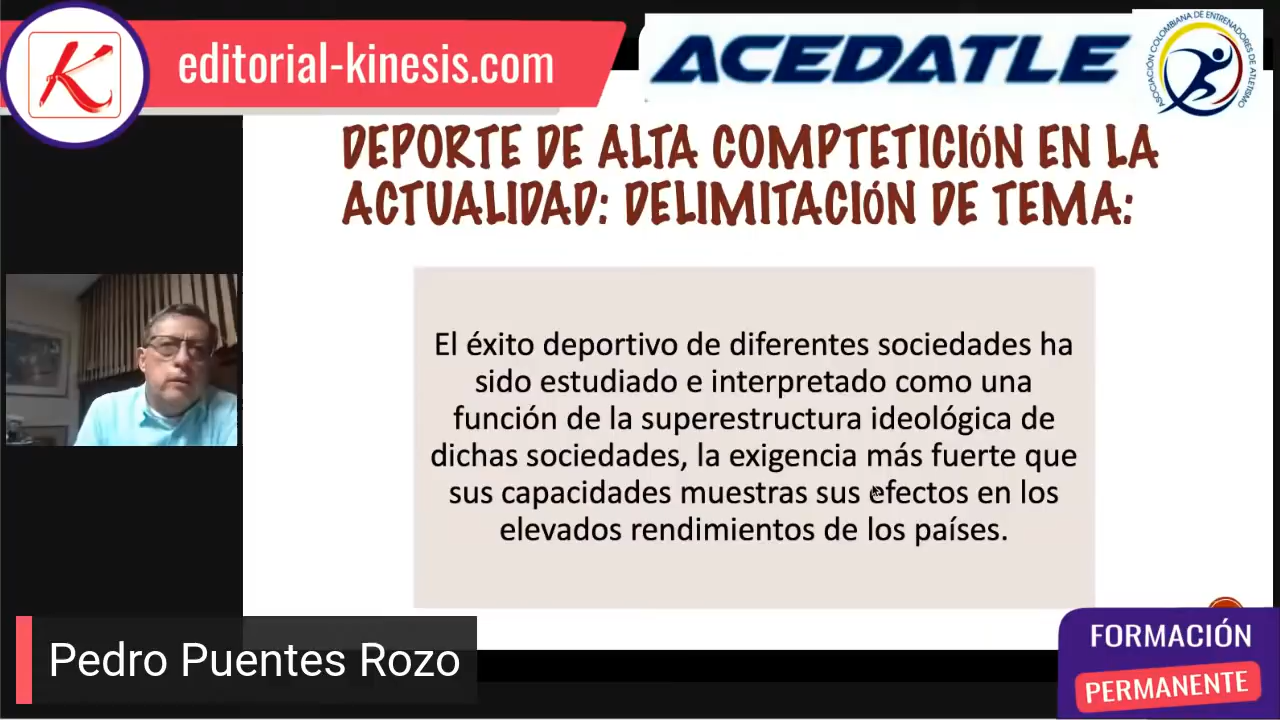 editorial-kinesis.com
ACEDATLE
ASOCIACIÓN COLOMBIANA DE ENTRENADORES DE ATLETISMO
DEPORTE DE ALTA COMPTETICIÓN EN LA
ACTUALIDAD: DELIMITACIÓN DE TEMA:
El éxito deportivo de diferentes sociedades ha
sido estudiado e interpretado como una
función de la superestructura ideológica de
dichas sociedades, la exigencia más fuerte que
sus capacidades muestras sus efectos en los
elevados rendimientos de los países.
Pedro Puentes Rozo
FORMACIÓN
PERMANENTE